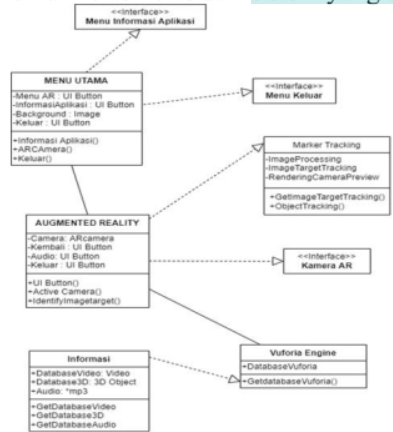 <<Interface>>
Menu Informasi Aplikasi
MENU UTAMA
-Menu AR : UI Button
-InformasiAplikasi : UI Button
-Background : Image
-Keluar : UI Button
+Informasi Aplikasi()
+ARCAmera()
+Keluar()
<<Interface>>
Menu Keluar
Marker Tracking
-ImageProcessing
-ImageTargetTracking
-RenderingCameraPreview
+GetImageTargetTracking()
+ObjectTracking()
AUGMENTED REALITY
-Camera: ARcamera
-Kembali : UI Button
-Audio: UI Button
-Keluar : UI Button
+UI Button()
+Active Camera()
+IdentifyImagetarget()
<<Interface>>
Kamera AR
Informasi
+DatabaseVideo: Video
+Database3D: 3D Object
+Audio: *mp3
+GetDatabaseVideo
+GetDatabase3D
+GetDatabaseAudio
Vuforia Engine
+DatabaseVuforia
+GetdatabaseVuforia()